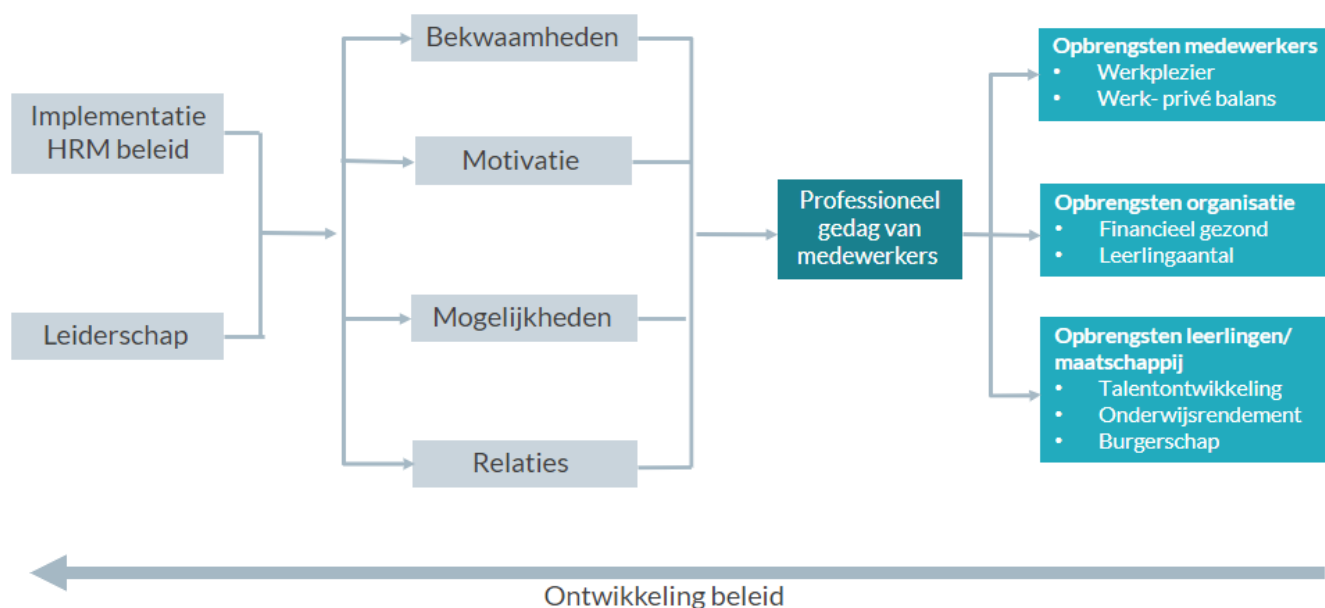 Implementatie
HRM beleid
Leiderschap
Bekwaamheden
Motivatie
Mogelijkheden
Relaties
Professioneel
gedag van
medewerkers
Opbrengsten medewerkers
• Werkplezier
• Werk- privé balans
Opbrengsten organisatie
• Financieel gezond
• Leerlingaantal
Opbrengsten leerlingen/
maatschappij
• Talentontwikkeling
• Onderwijsrendement
• Burgerschap
Ontwikkeling beleid